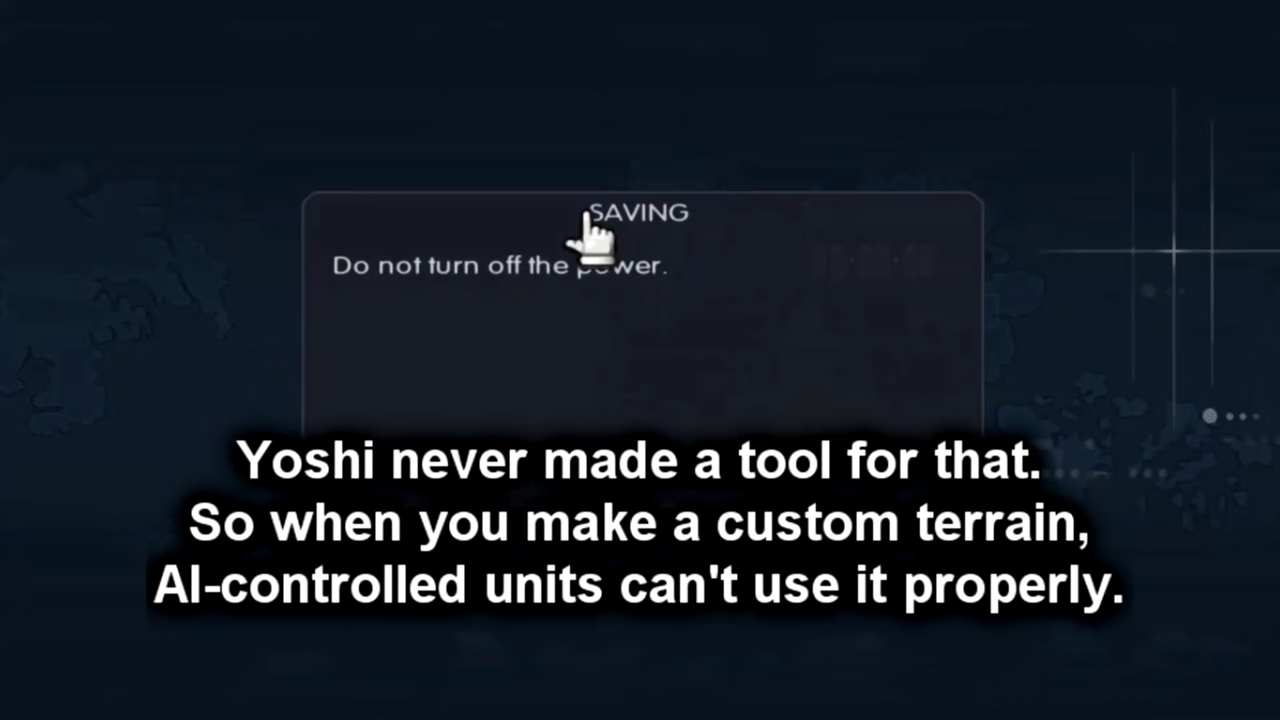 SAVING
Do not turn off the power.
Yoshi never made a tool for that.
So when you make a custom terrain,
AI-controlled units can't use it properly.